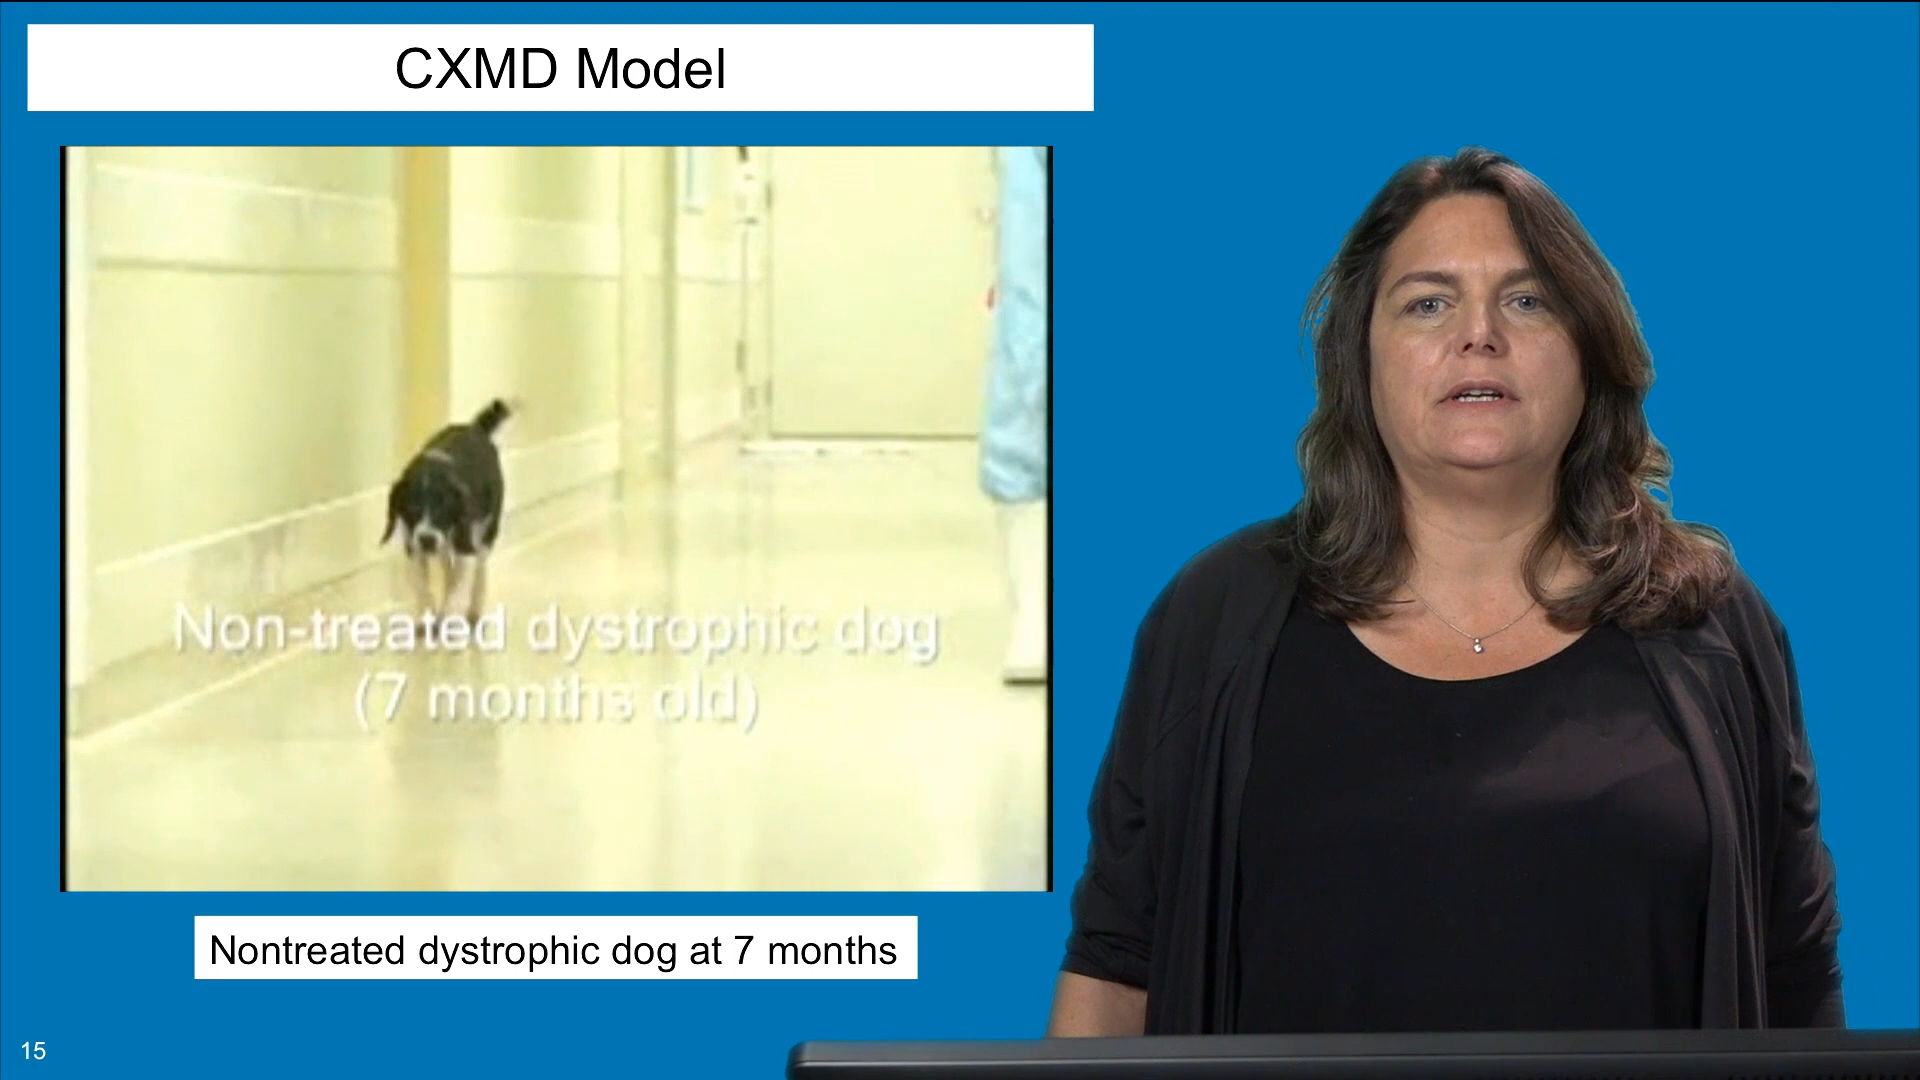 CXMD Model
Non-treated dystrophic dog
(7 months old)
Nontreated dystrophic dog at 7 months
15